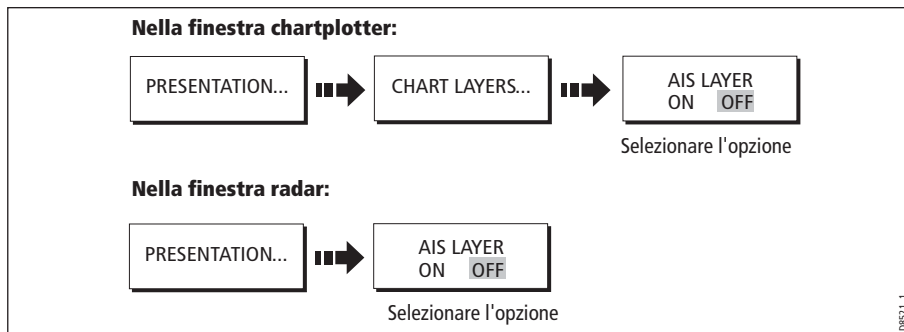 Nella finestra chartplotter:
PRESENTATION...
CHART LAYERS...
AIS LAYER
ON OFF
Selezionare l'opzione
Nella finestra radar:
PRESENTATION...
AIS LAYER
ON OFF
Selezionare l'opzione
D8521_1